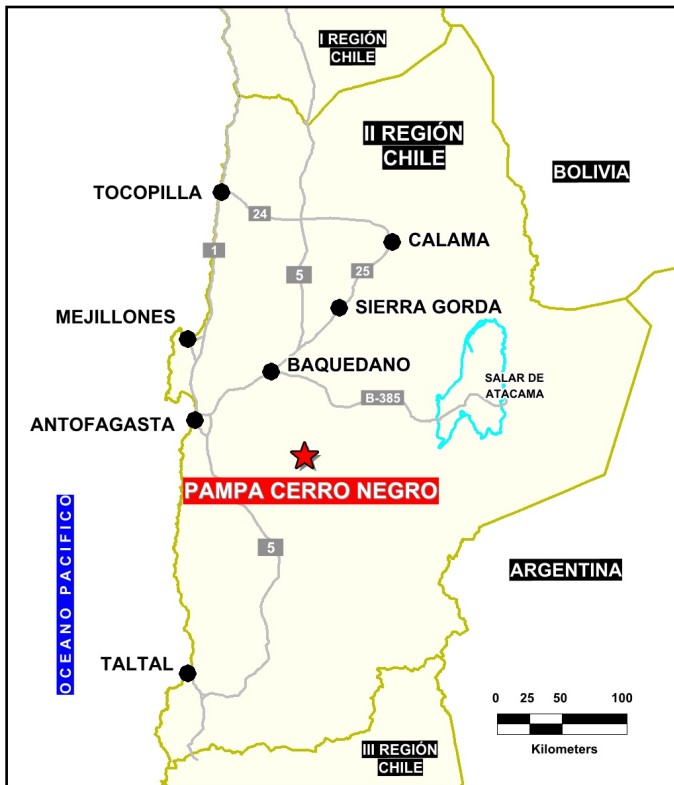 I REGIÓN
CHILE
II REGIÓN
CHILE
BOLIVIA
TOCOPILLA
24
1
5
25
CALAMA
SIERRA GORDA
MEJILLONES
BAQUEDANO
SALAR DE
ATACAMA
B-385
ANTOFAGASTA
PAMPA CERRO NEGRO
OCEANO PACIFICO
5
ARGENTINA
TALTAL
0 25 50 100
Kilometers
III REGIÓN
CHILE